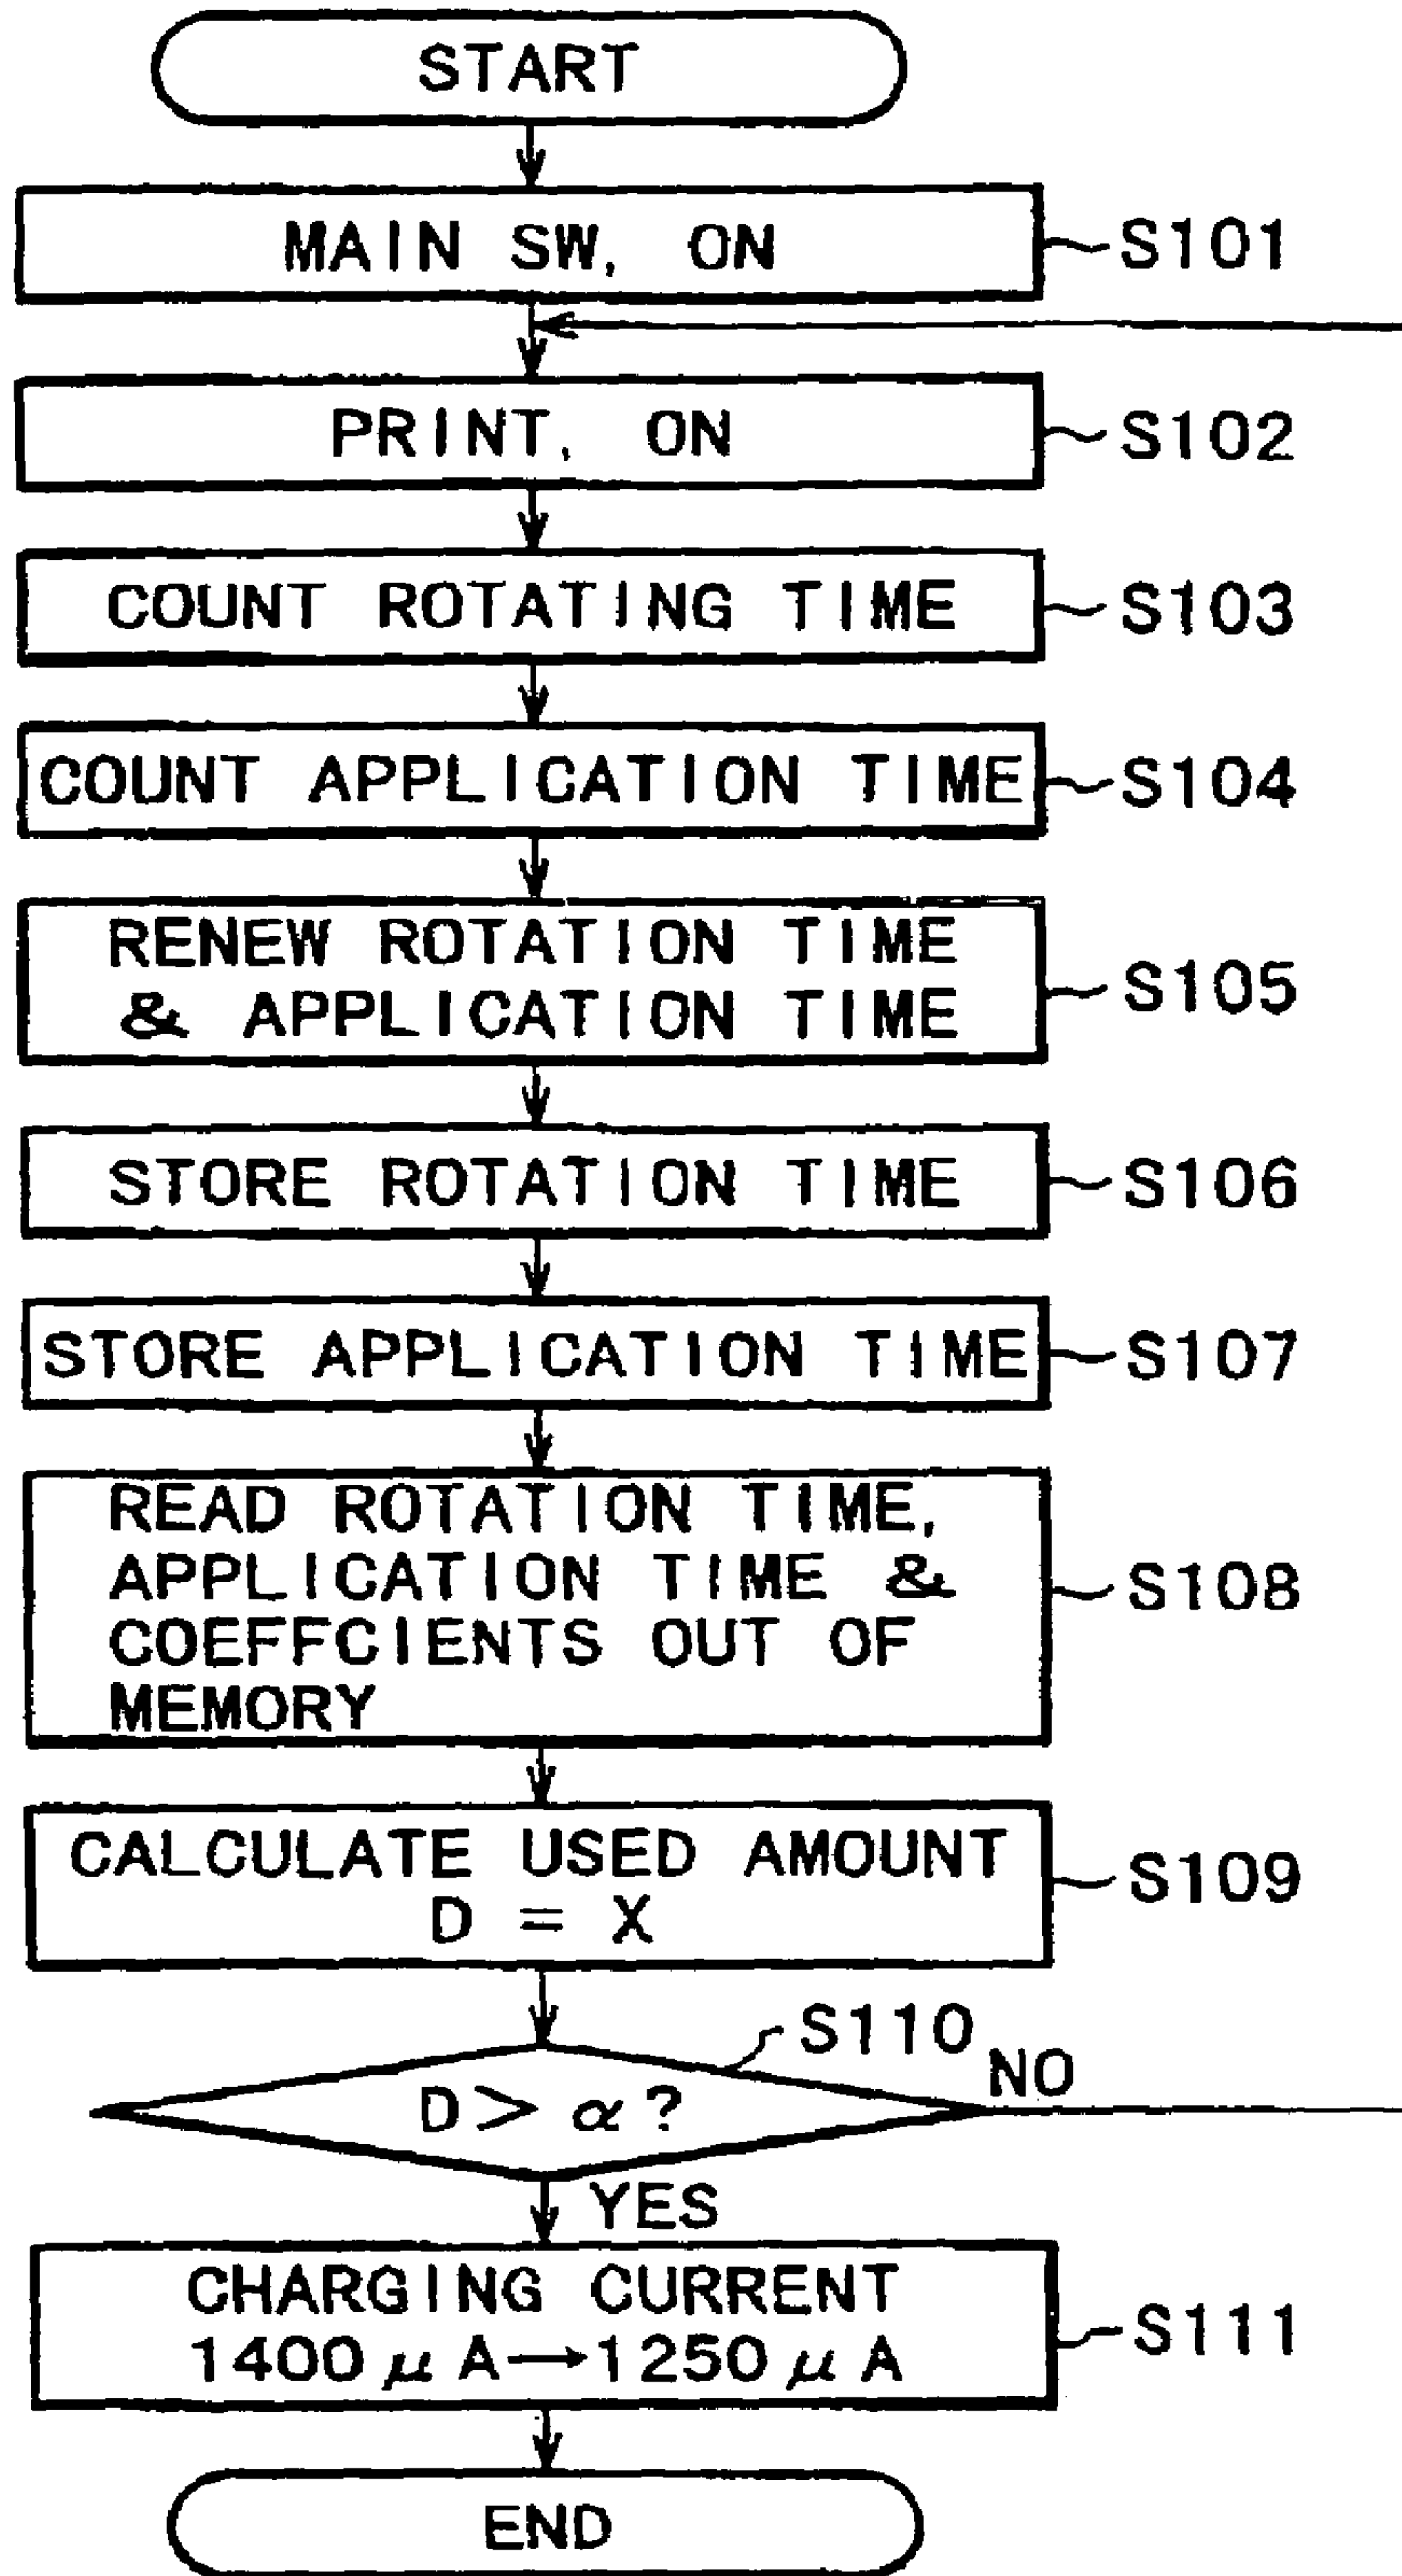 START
MAIN SW, ON
S101
PRINT, ON
S102
COUNT ROTATING TIME
S103
COUNT APPLICATION TIME
S104
RENEW ROTATION TIME
& APPLICATION TIME
S105
STORE ROTATION TIME
S106
STORE APPLICATION TIME
S107
READ ROTATION TIME,
APPLICATION TIME &
COEFFCIENTS OUT OF
MEMORY
S108
CALCULATE USED AMOUNT
D = X
S109
S110
NO
D > α ?
YES
CHARGING CURRENT
1400 μA→1250 μA
S111
END